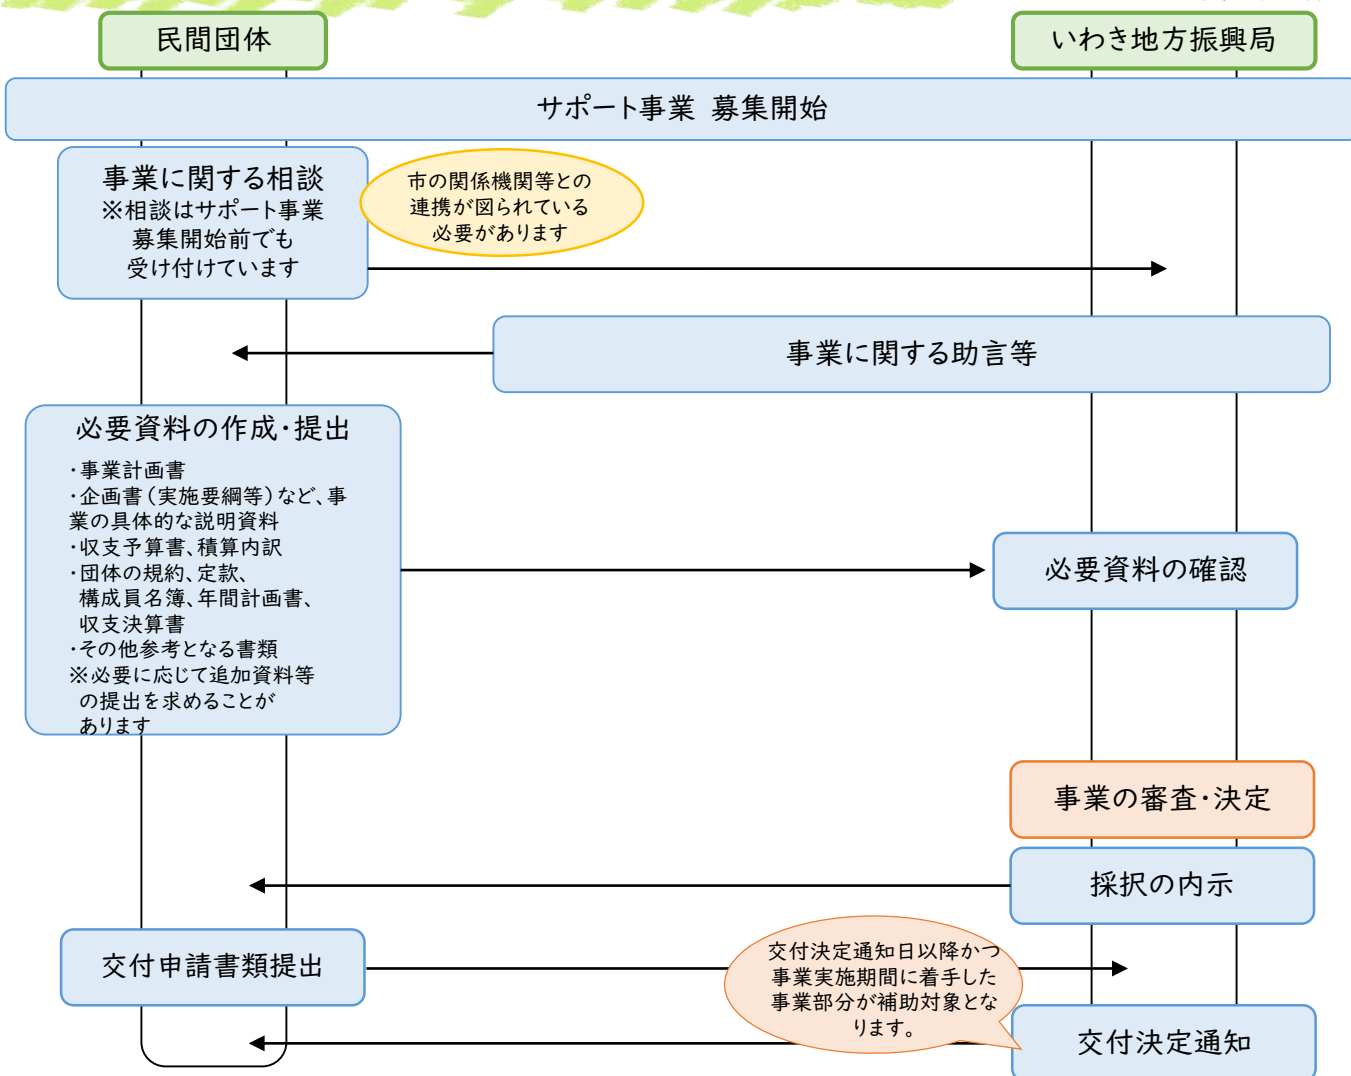 民間団体
いわき地方振興局
サポート事業 募集開始
事業に関する相談
※相談はサポート事業
募集開始前でも
受け付けています
市の関係機関等との
連携が図られている
必要があります
事業に関する助言等
必要資料の作成・提出
・事業計画書
・企画書（実施要綱等）など、事
業の具体的な説明資料
・収支予算書、積算内訳
・団体の規約、定款、
構成員名簿、年間計画書、
収支決算書
・その他参考となる書類
※必要に応じて追加資料等
の提出を求めることが
あります
必要資料の確認
事業の審査・決定
採択の内示
交付申請書類提出
交付決定通知日以降かつ
事業実施期間に着手した
事業部分が補助対象とな
ります。
交付決定通知